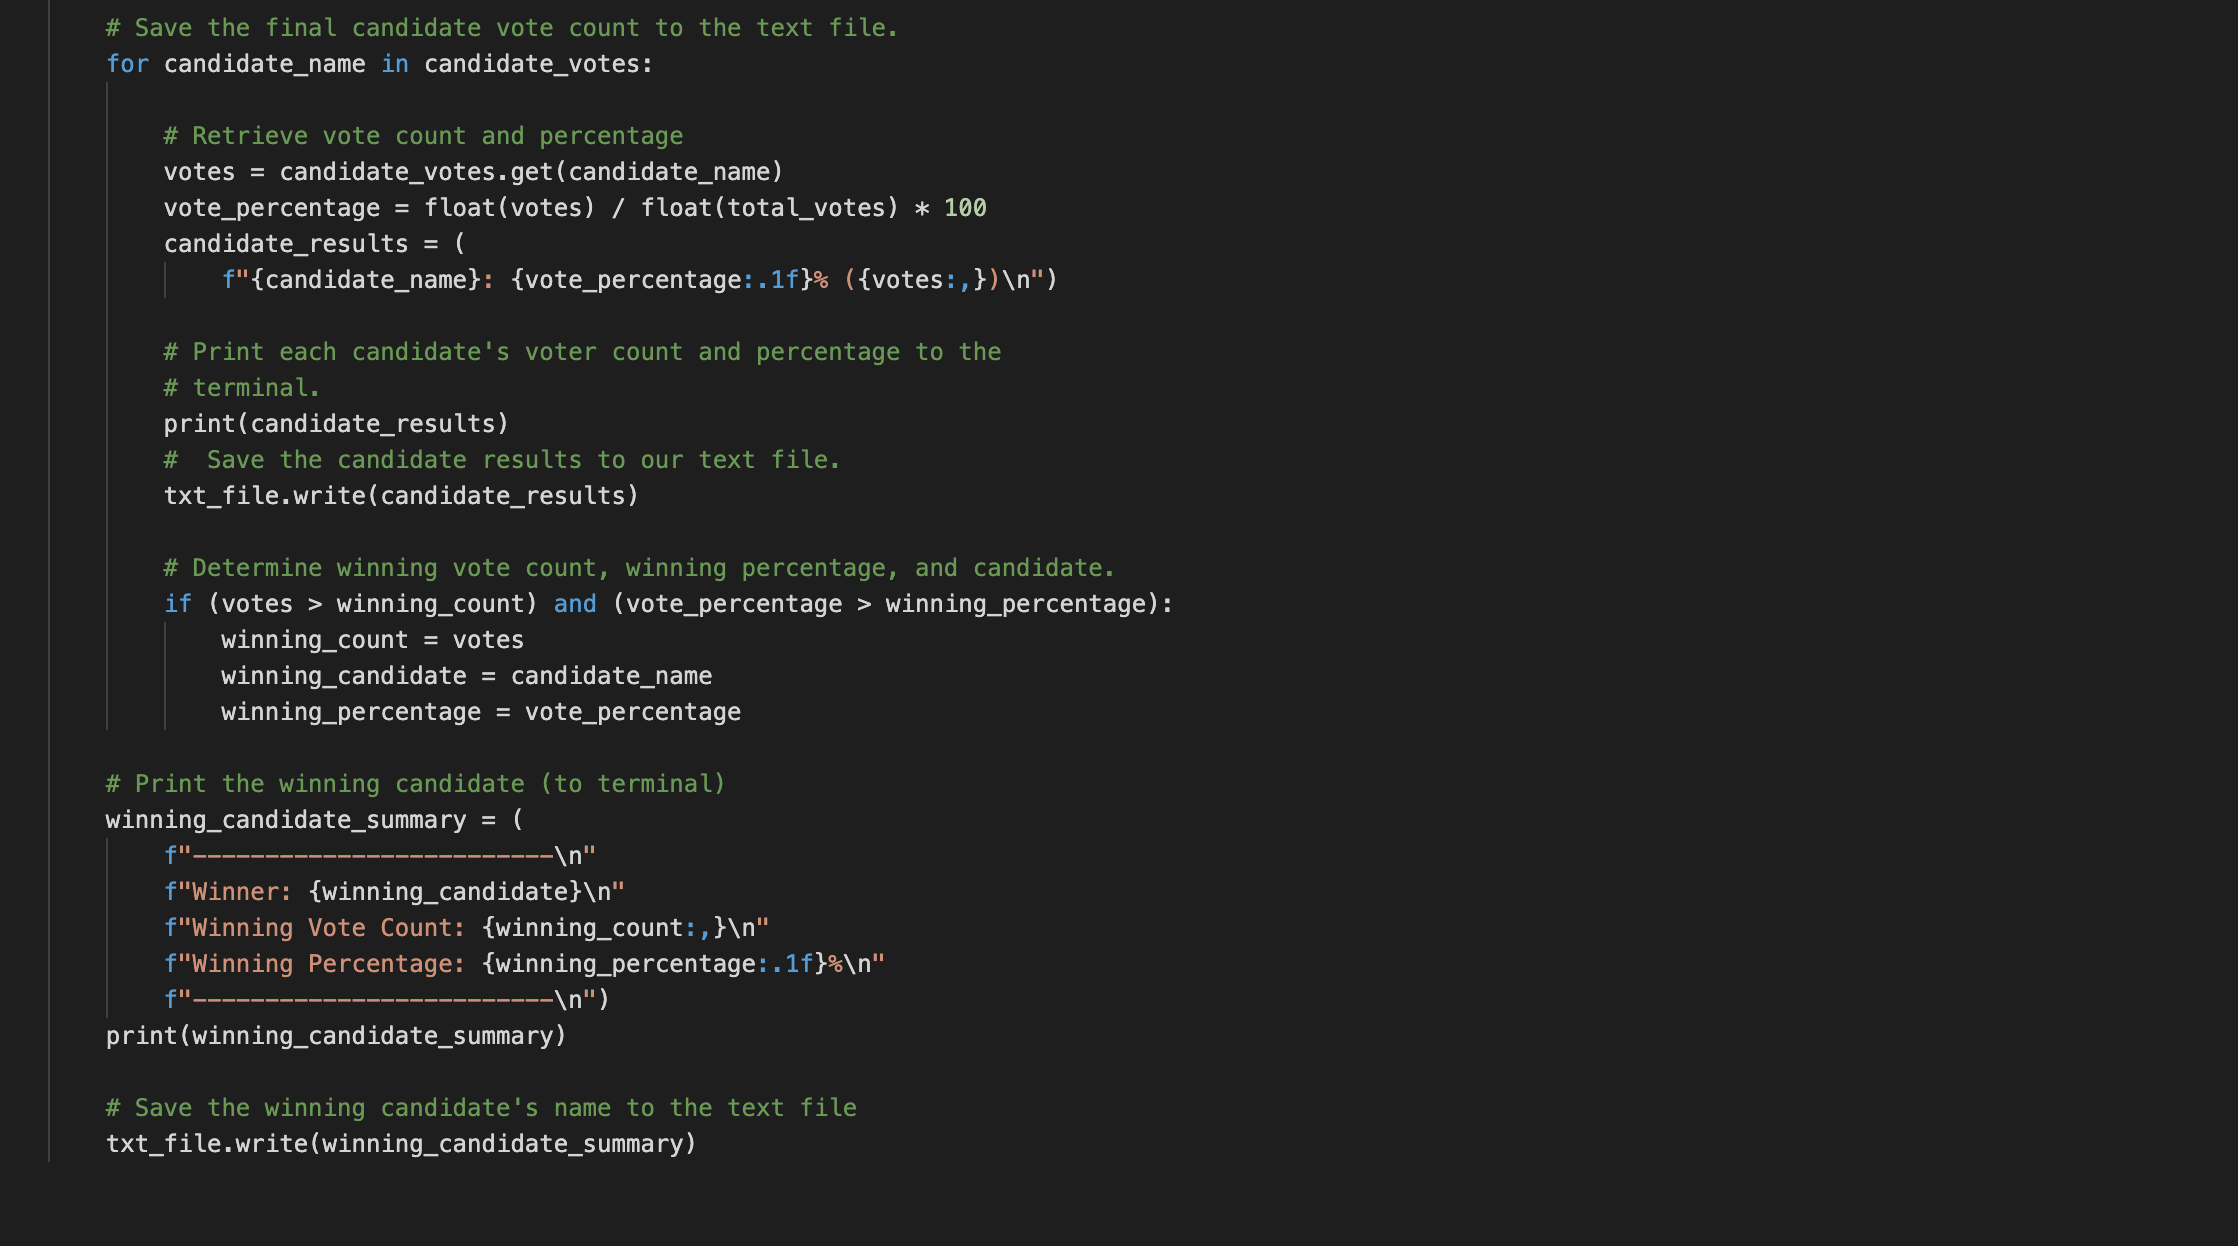 # Save the final candidate vote count to the text file.
for candidate_name in candidate_votes:
# Retrieve vote count and percentage
votes = candidate_votes.get(candidate_name)
vote_percentage = float(votes) / float(total_votes) * 100
candidate_results = (
f"{candidate_name}: {vote_percentage:.1f}% ({votes:,})\n")
# Print each candidate's voter count and percentage to the
# terminal.
print(candidate_results)
#  Save the candidate results to our text file.
txt_file.write(candidate_results)
# Determine winning vote count, winning percentage, and candidate.
if (votes > winning_count) and (vote_percentage > winning_percentage):
winning_count = votes
winning_candidate = candidate_name
winning_percentage = vote_percentage
# Print the winning candidate (to terminal)
winning_candidate_summary = (
f"-------------------------\n"
f"Winner: {winning_candidate}\n"
f"Winning Vote Count: {winning_count:,}\n"
f"Winning Percentage: {winning_percentage:.1f}%\n"
f"-------------------------\n")
print(winning_candidate_summary)
# Save the winning candidate's name to the text file
txt_file.write(winning_candidate_summary)